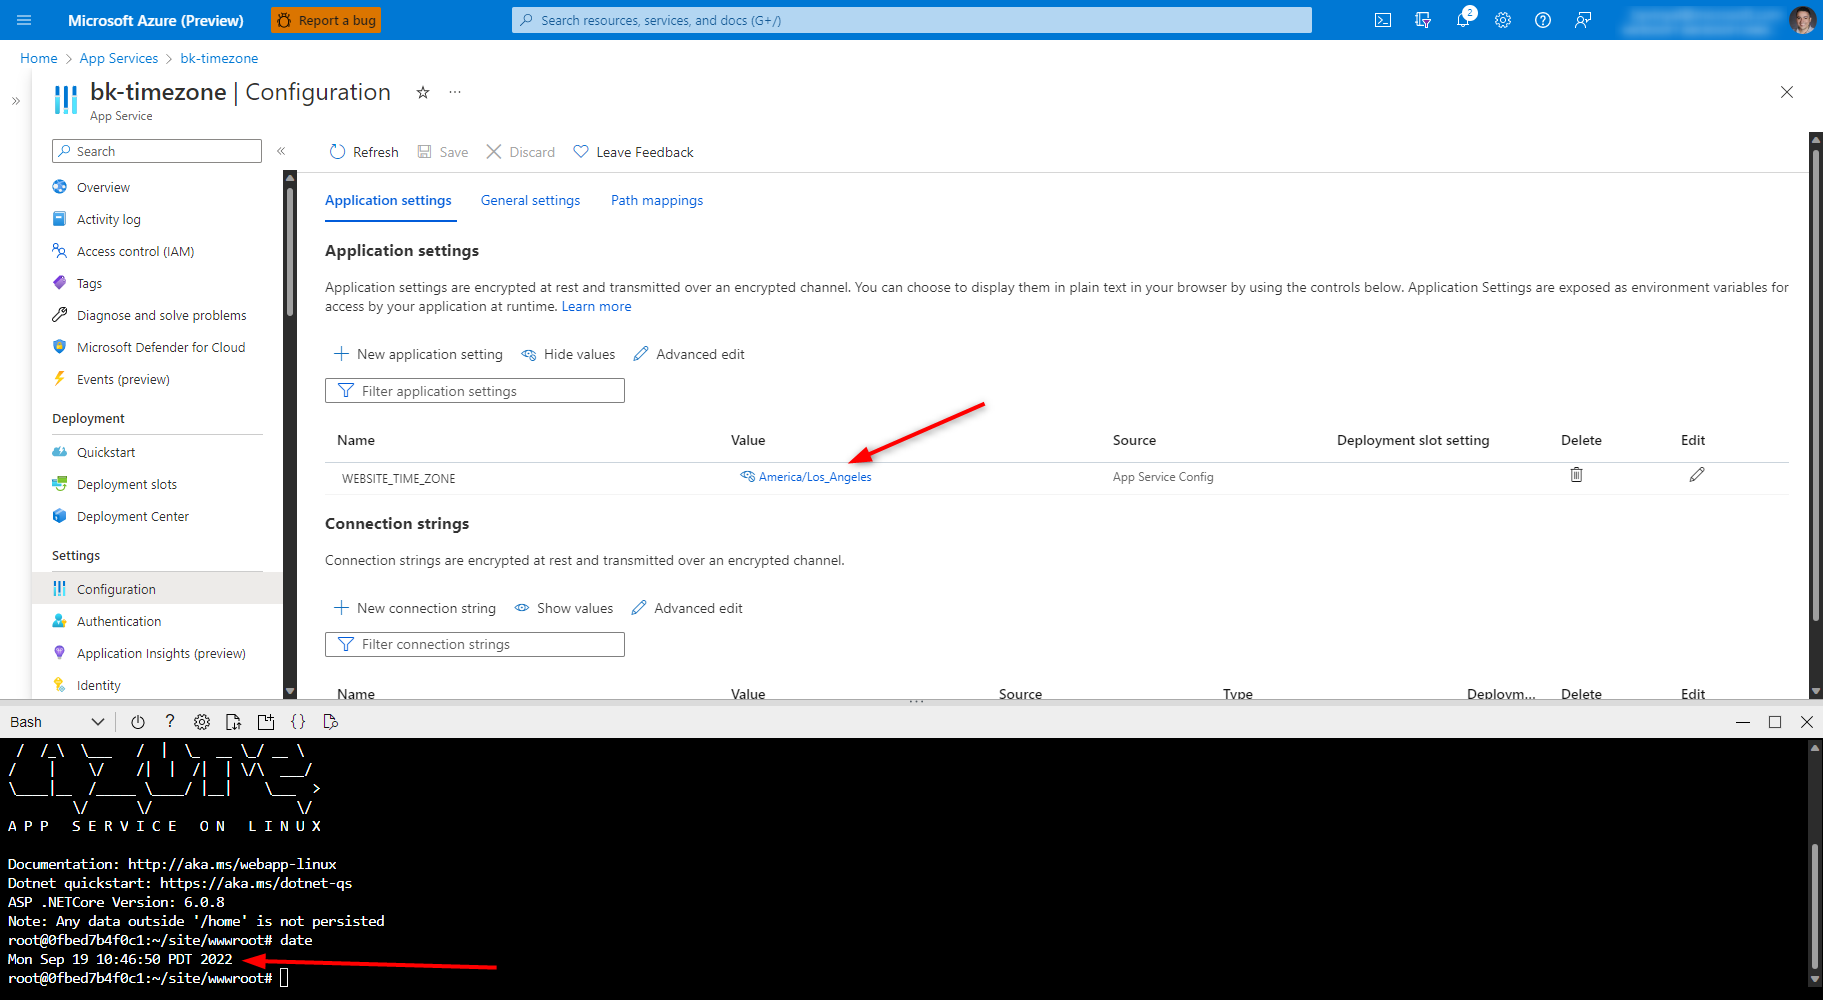 Microsoft Azure (Preview)
Report a bug
Search resources, services, and docs (G+/)
2
Home > App Services > bk-timezone
bk-timezone | Configuration
App Service
Search
Refresh
Save
Discard
Leave Feedback
Overview
Activity log
Access control (IAM)
Tags
Diagnose and solve problems
Microsoft Defender for Cloud
Events (preview)
Deployment
Quickstart
Deployment slots
Deployment Center
Settings
Configuration
Authentication
Application Insights (preview)
Identity
Application settings
General settings
Path mappings
Application settings
Application settings are encrypted at rest and transmitted over an encrypted channel. You can choose to display them in plain text in your browser by using the controls below. Application Settings are exposed as environment variables for
access by your application at runtime. Learn more
New application setting
Hide values
Advanced edit
Filter application settings
Name Value Source Deployment slot setting Delete Edit
WEBSITE_TIME_ZONE America/Los_Angeles App Service Config
Connection strings
Connection strings are encrypted at rest and transmitted over an encrypted channel.
New connection string
Show values
Advanced edit
Filter connection strings
Name Value Source Type Deploym... Delete Edit
Bash
A P P   S E R V I C E   O N   L I N U X
Documentation: http://aka.ms/webapp-linux
Dotnet quickstart: https://aka.ms/dotnet-qs
ASP .NETCore Version: 6.0.8
Note: Any data outside '/home' is not persisted
root@0fbed7b4f0c1:~/site/wwwroot# date
Mon Sep 19 10:46:50 PDT 2022
root@0fbed7b4f0c1:~/site/wwwroot#